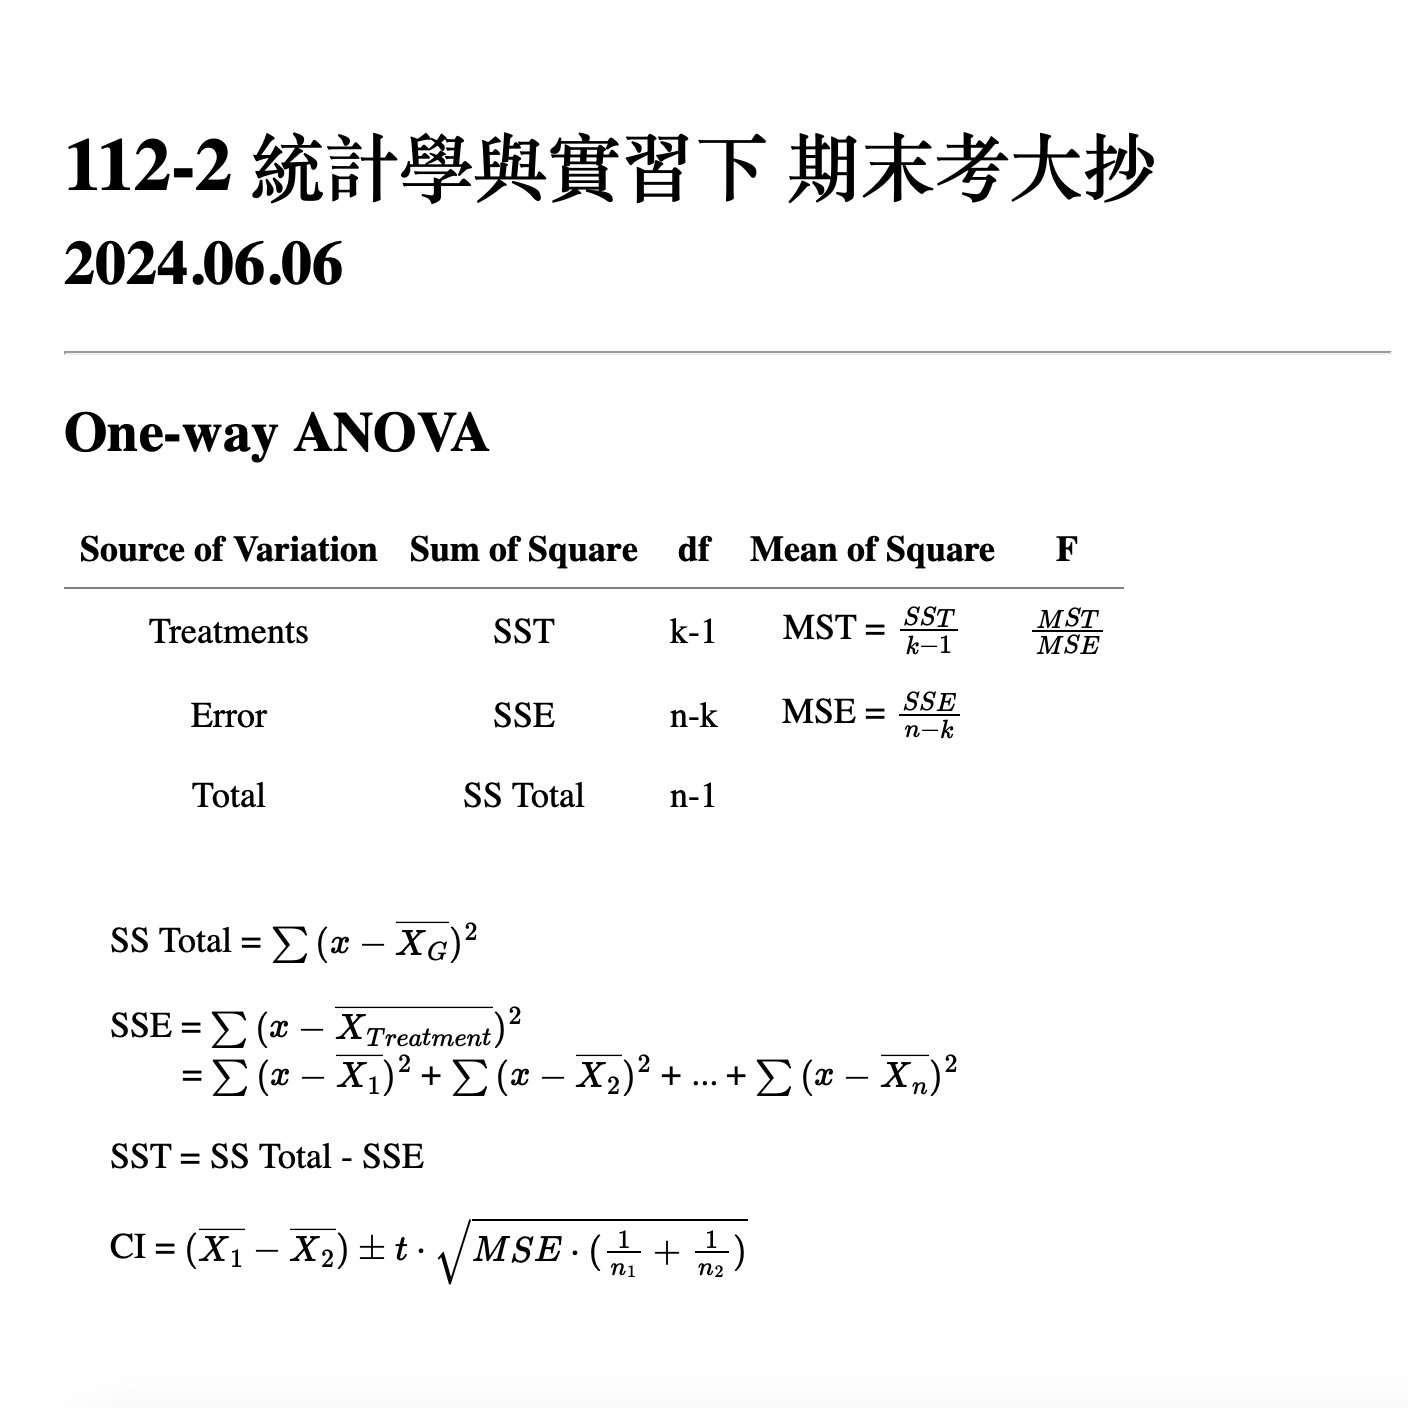 112-2 統計學與實習下 期末考大抄
2024.06.06
One-way ANOVA
Source of Variation Sum of Square df Mean of Square F
Treatments SST k-1 MST = $\frac{SST}{k-1}$ $\frac{MST}{MSE}$
Error SSE n-k MSE = $\frac{SSE}{n-k}$
Total SS Total n-1
SS Total = $\sum (x - \overline{X_G})^2$
SSE = $\sum (x - \overline{X_{Treatment}})^2$
= $\sum (x - \overline{X_1})^2$ + $\sum (x - \overline{X_2})^2$ + ... + $\sum (x - \overline{X_n})^2$
SST = SS Total - SSE
CI = $(\overline{X_1} - \overline{X_2}) \pm t \cdot \sqrt{MSE \cdot (\frac{1}{n_1} + \frac{1}{n_2})}$